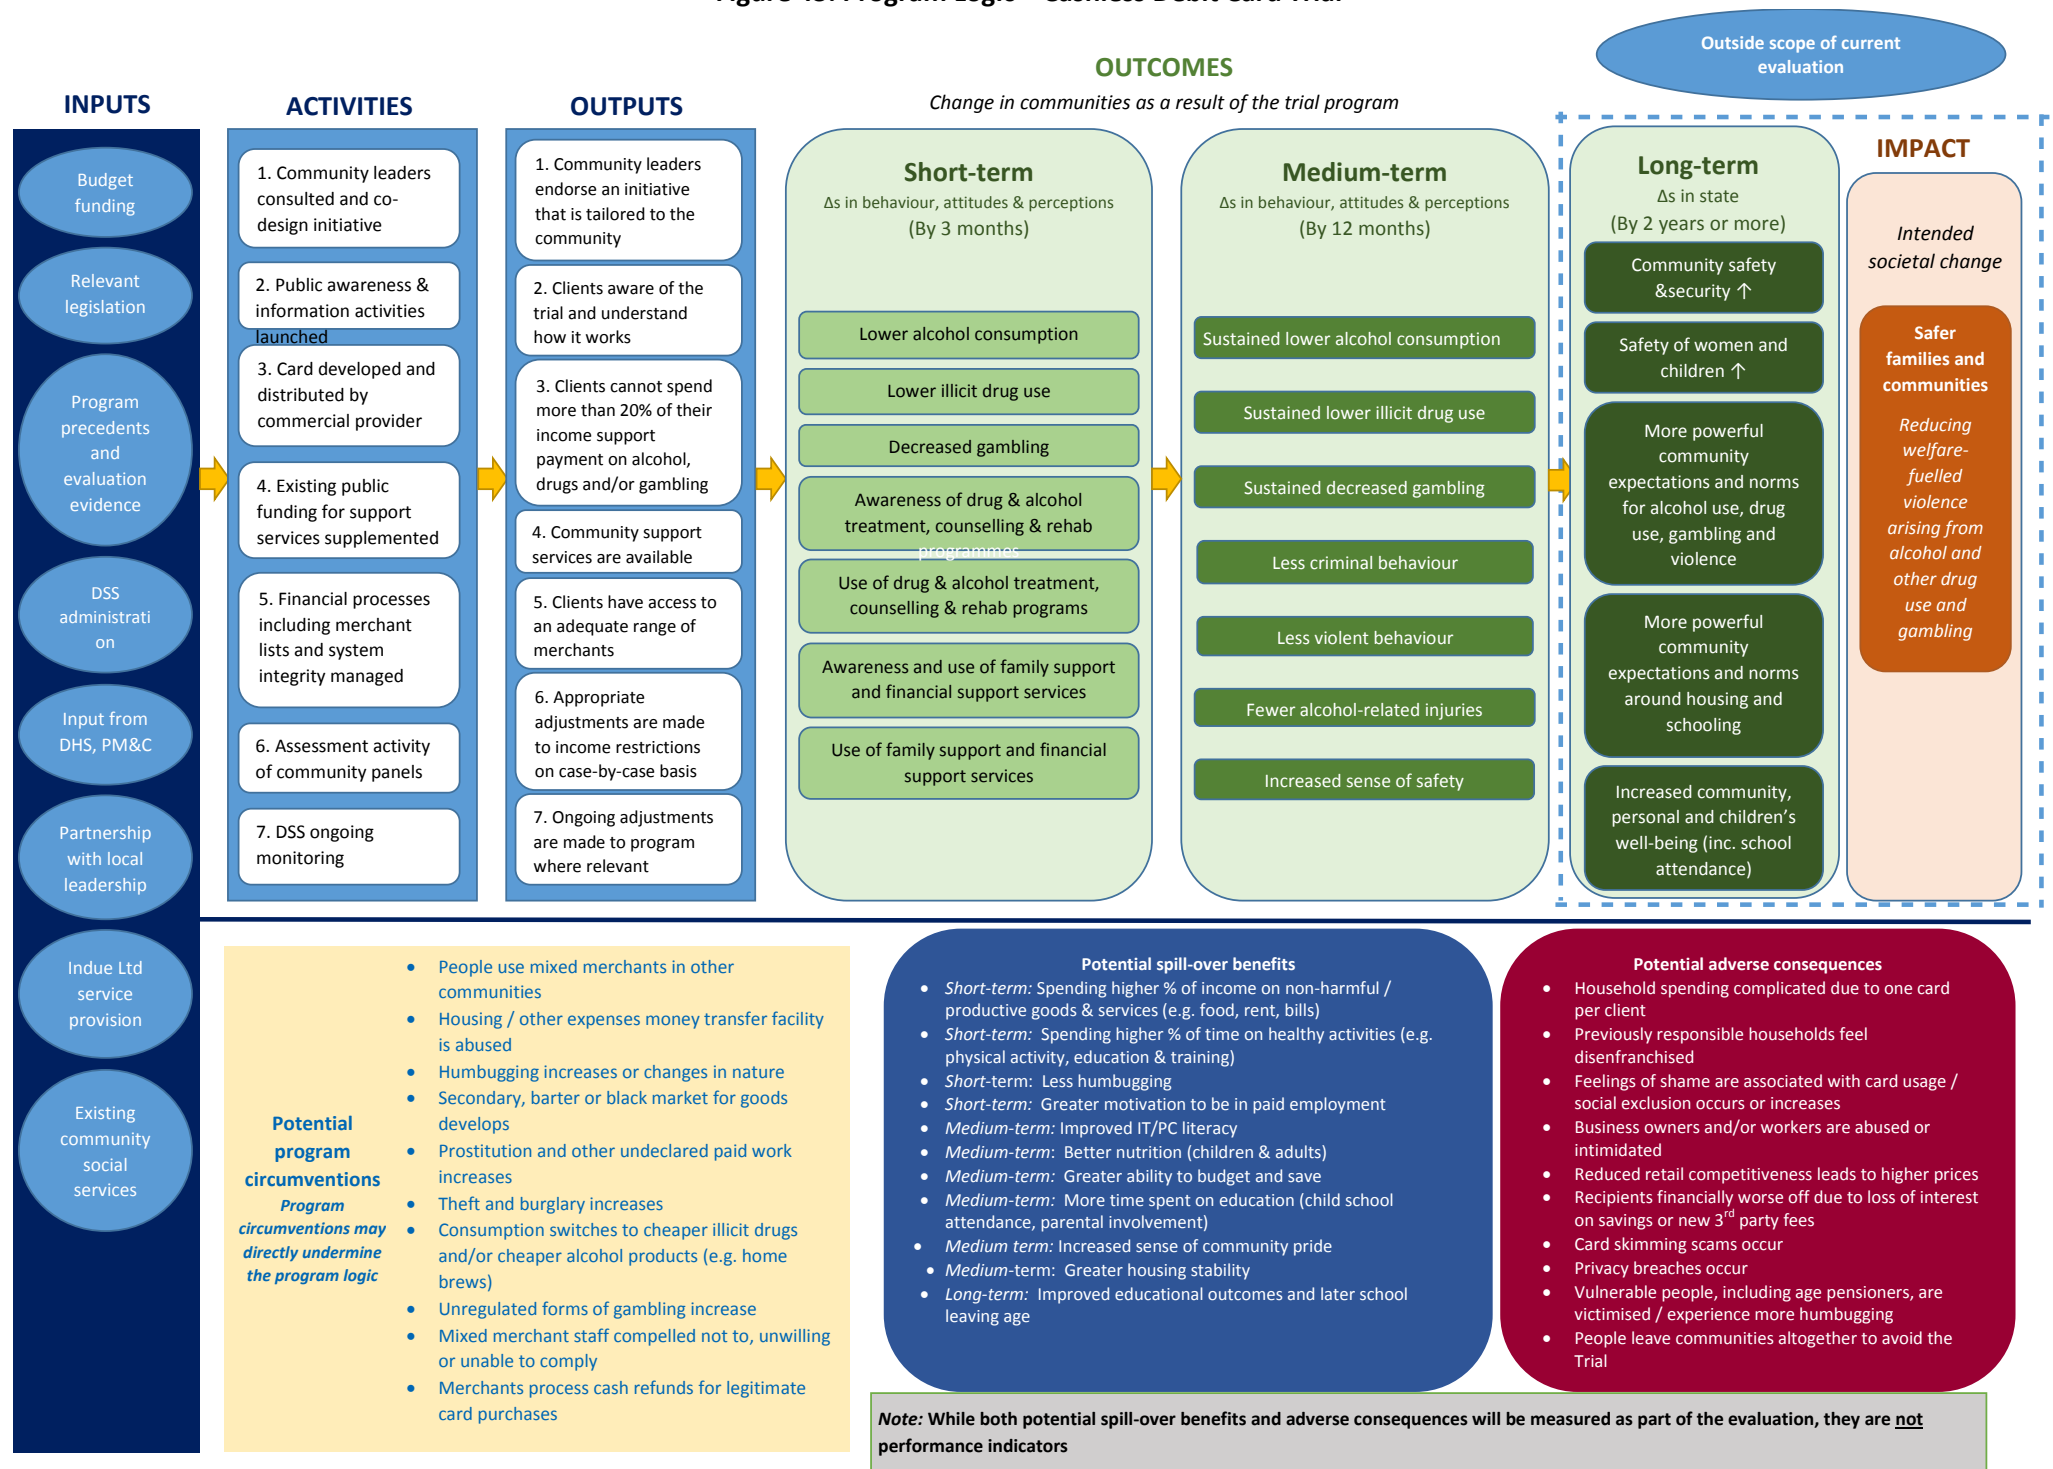 Outside scope of current
evaluation
OUTCOMES
Change in communities as a result of the trial program
INPUTS
Budget
funding
Relevant
legislation
Program
precedents
and
evaluation
evidence
DSS
administrati
on
Input from
DHS, PM&C
Partnership
with local
leadership
Indue Ltd
service
provision
Existing
community
social
services
ACTIVITIES
1. Community leaders
consulted and co-
design initiative
2. Public awareness &
information activities
launched
3. Card developed and
distributed by
commercial provider
4. Existing public
funding for support
services supplemented
5. Financial processes
including merchant
lists and system
integrity managed
6. Assessment activity
of community panels
7. DSS ongoing
monitoring
OUTPUTS
1. Community leaders
endorse an initiative
that is tailored to the
community
2. Clients aware of the
trial and understand
how it works
3. Clients cannot spend
more than 20% of their
income support
payment on alcohol,
drugs and/or gambling
4. Community support
services are available
5. Clients have access to
an adequate range of
merchants
6. Appropriate
adjustments are made
to income restrictions
on case-by-case basis
7. Ongoing adjustments
are made to program
where relevant
Short-term
Δs in behaviour, attitudes & perceptions
(By 3 months)
Lower alcohol consumption
Lower illicit drug use
Decreased gambling
Awareness of drug & alcohol
treatment, counselling & rehab
programmes
Use of drug & alcohol treatment,
counselling & rehab programs
Awareness and use of family support
and financial support services
Use of family support and financial
support services
Medium-term
Δs in behaviour, attitudes & perceptions
(By 12 months)
Sustained lower alcohol consumption
Sustained lower illicit drug use
Sustained decreased gambling
Less criminal behaviour
Less violent behaviour
Fewer alcohol-related injuries
Increased sense of safety
Long-term
Δs in state
(By 2 years or more)
Community safety
&security ↑
Safety of women and
children ↑
More powerful
community
expectations and norms
for alcohol use, drug
use, gambling and
violence
More powerful
community
expectations and norms
around housing and
schooling
Increased community,
personal and children's
well-being (inc. school
attendance)
IMPACT
Intended
societal change
Safer
families and
communities
Reducing
welfare-
fuelled
violence
arising from
alcohol and
other drug
use and
gambling
Potential
program
circumventions
Program
circumventions may
directly undermine
the program logic
• People use mixed merchants in other
communities
• Housing / other expenses money transfer facility
is abused
• Humbugging increases or changes in nature
• Secondary, barter or black market for goods
develops
• Prostitution and other undeclared paid work
increases
• Theft and burglary increases
• Consumption switches to cheaper illicit drugs
and/or cheaper alcohol products (e.g. home
brews)
• Unregulated forms of gambling increase
• Mixed merchant staff compelled not to, unwilling
or unable to comply
• Merchants process cash refunds for legitimate
card purchases
Potential spill-over benefits
• Short-term: Spending higher % of income on non-harmful /
productive goods & services (e.g. food, rent, bills)
• Short-term: Spending higher % of time on healthy activities (e.g.
physical activity, education & training)
• Short-term: Less humbugging
• Short-term: Greater motivation to be in paid employment
• Medium-term: Improved IT/PC literacy
• Medium-term: Better nutrition (children & adults)
• Medium-term: Greater ability to budget and save
• Medium-term: More time spent on education (child school
attendance, parental involvement)
• Medium term: Increased sense of community pride
• Medium-term: Greater housing stability
• Long-term: Improved educational outcomes and later school
leaving age
Potential adverse consequences
• Household spending complicated due to one card
per client
• Previously responsible households feel
disenfranchised
• Feelings of shame are associated with card usage /
social exclusion occurs or increases
• Business owners and/or workers are abused or
intimidated
• Reduced retail competitiveness leads to higher prices
• Recipients financially worse off due to loss of interest
on savings or new 3rd party fees
• Card skimming scams occur
• Privacy breaches occur
• Vulnerable people, including age pensioners, are
victimised / experience more humbugging
• People leave communities altogether to avoid the
Trial
Note: While both potential spill-over benefits and adverse consequences will be measured as part of the evaluation, they are not
performance indicators